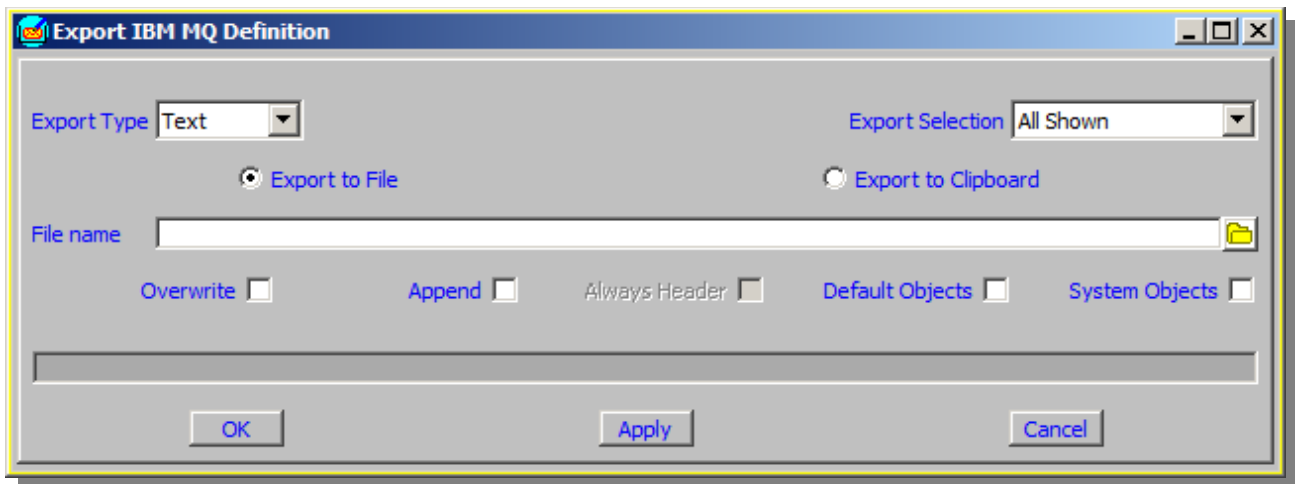 Export IBM MQ Definition
Export Type Text Export Selection All Shown
Export to File Export to Clipboard
File name
Overwrite Append Always Header Default Objects System Objects
OK Apply Cancel